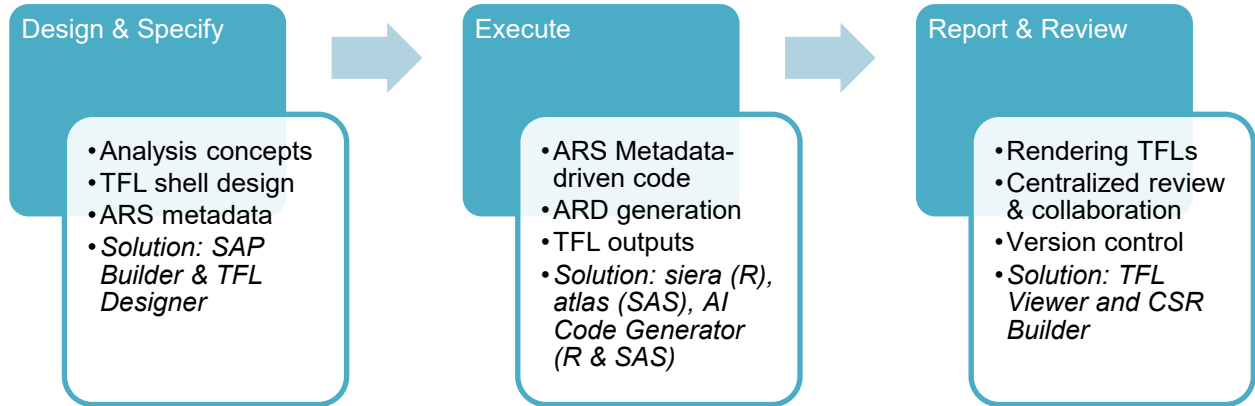 Design & Specify
•Analysis concepts
•TFL shell design
•ARS metadata
•Solution: SAP
Builder & TFL
Designer
Execute
•ARS Metadata-
driven code
•ARD generation
•TFL outputs
•Solution: siera (R),
atlas (SAS), AI
Code Generator
(R & SAS)
Report & Review
•Rendering TFLs
•Centralized review
& collaboration
•Version control
•Solution: TFL
Viewer and CSR
Builder